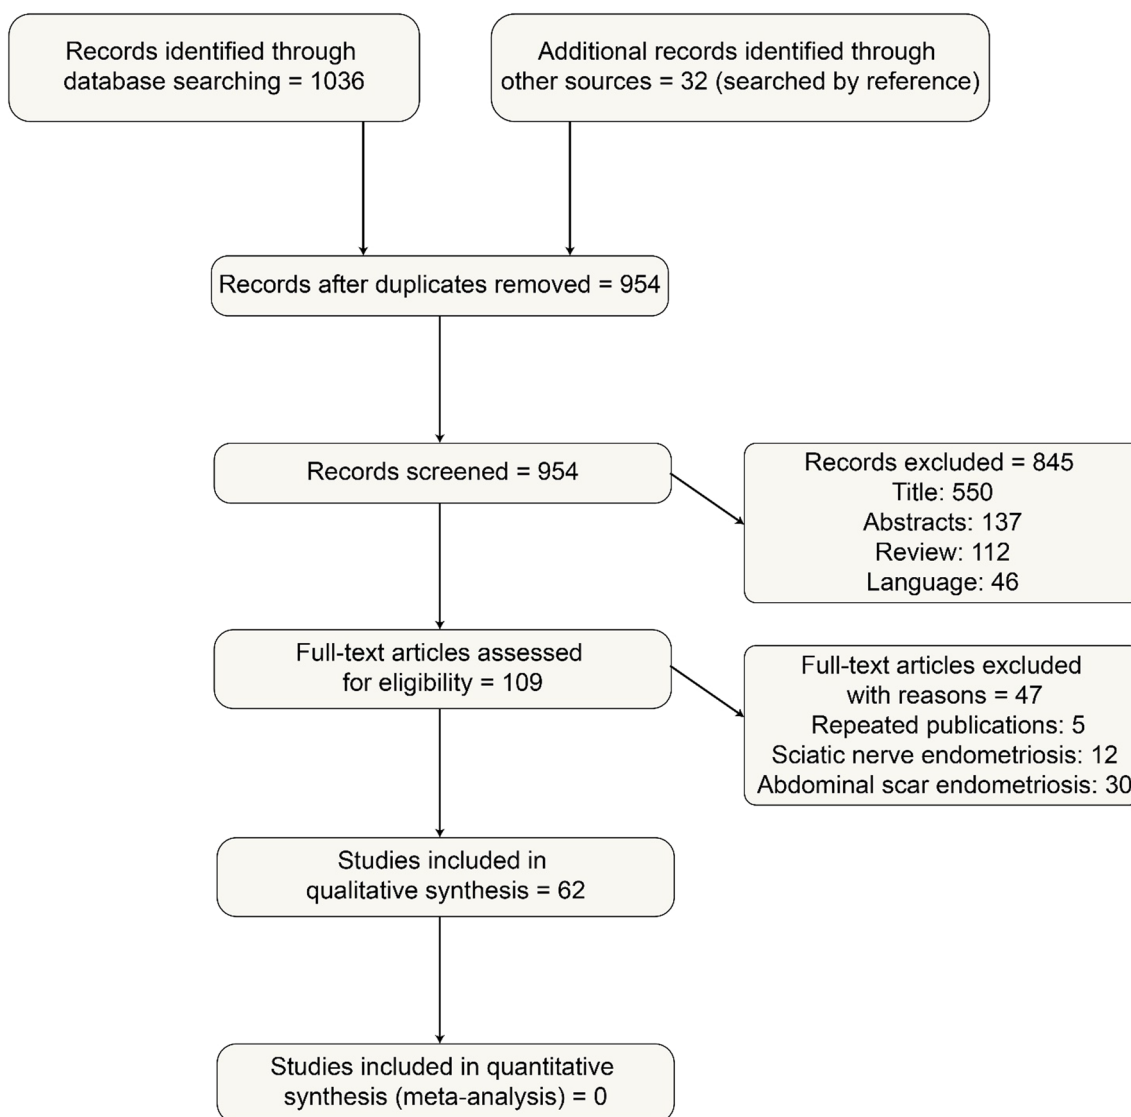 Records identified through
database searching = 1036
Additional records identified through
other sources = 32 (searched by reference)
Records after duplicates removed = 954
Records screened = 954
Records excluded = 845
Title: 550
Abstracts: 137
Review: 112
Language: 46
Full-text articles assessed
for eligibility = 109
Full-text articles excluded
with reasons = 47
Repeated publications: 5
Sciatic nerve endometriosis: 12
Abdominal scar endometriosis: 30
Studies included in
qualitative synthesis = 62
Studies included in quantitative
synthesis (meta-analysis) = 0